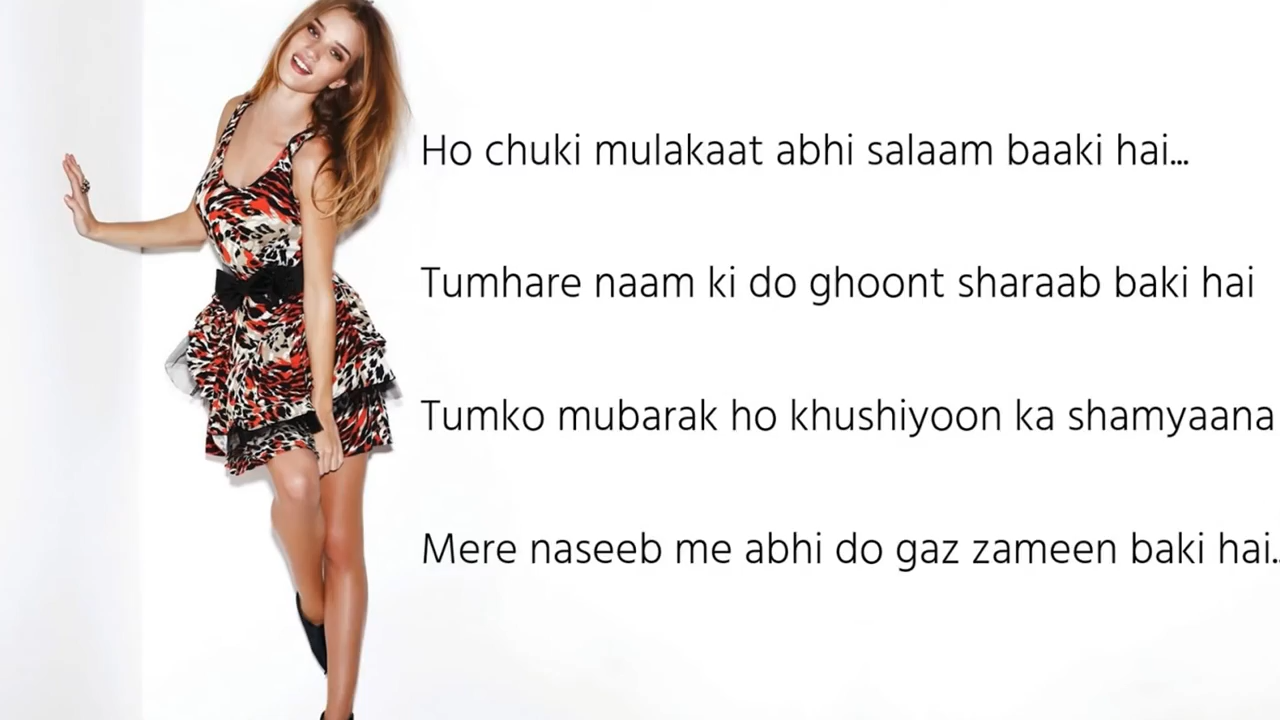 Ho chuki mulakaat abhi salaam baaki hai...
Tumhare naam ki do ghoont sharaab baki hai
Tumko mubarak ho khushiyoon ka shamyaana
Mere naseeb me abhi do gaz zameen baki hai..